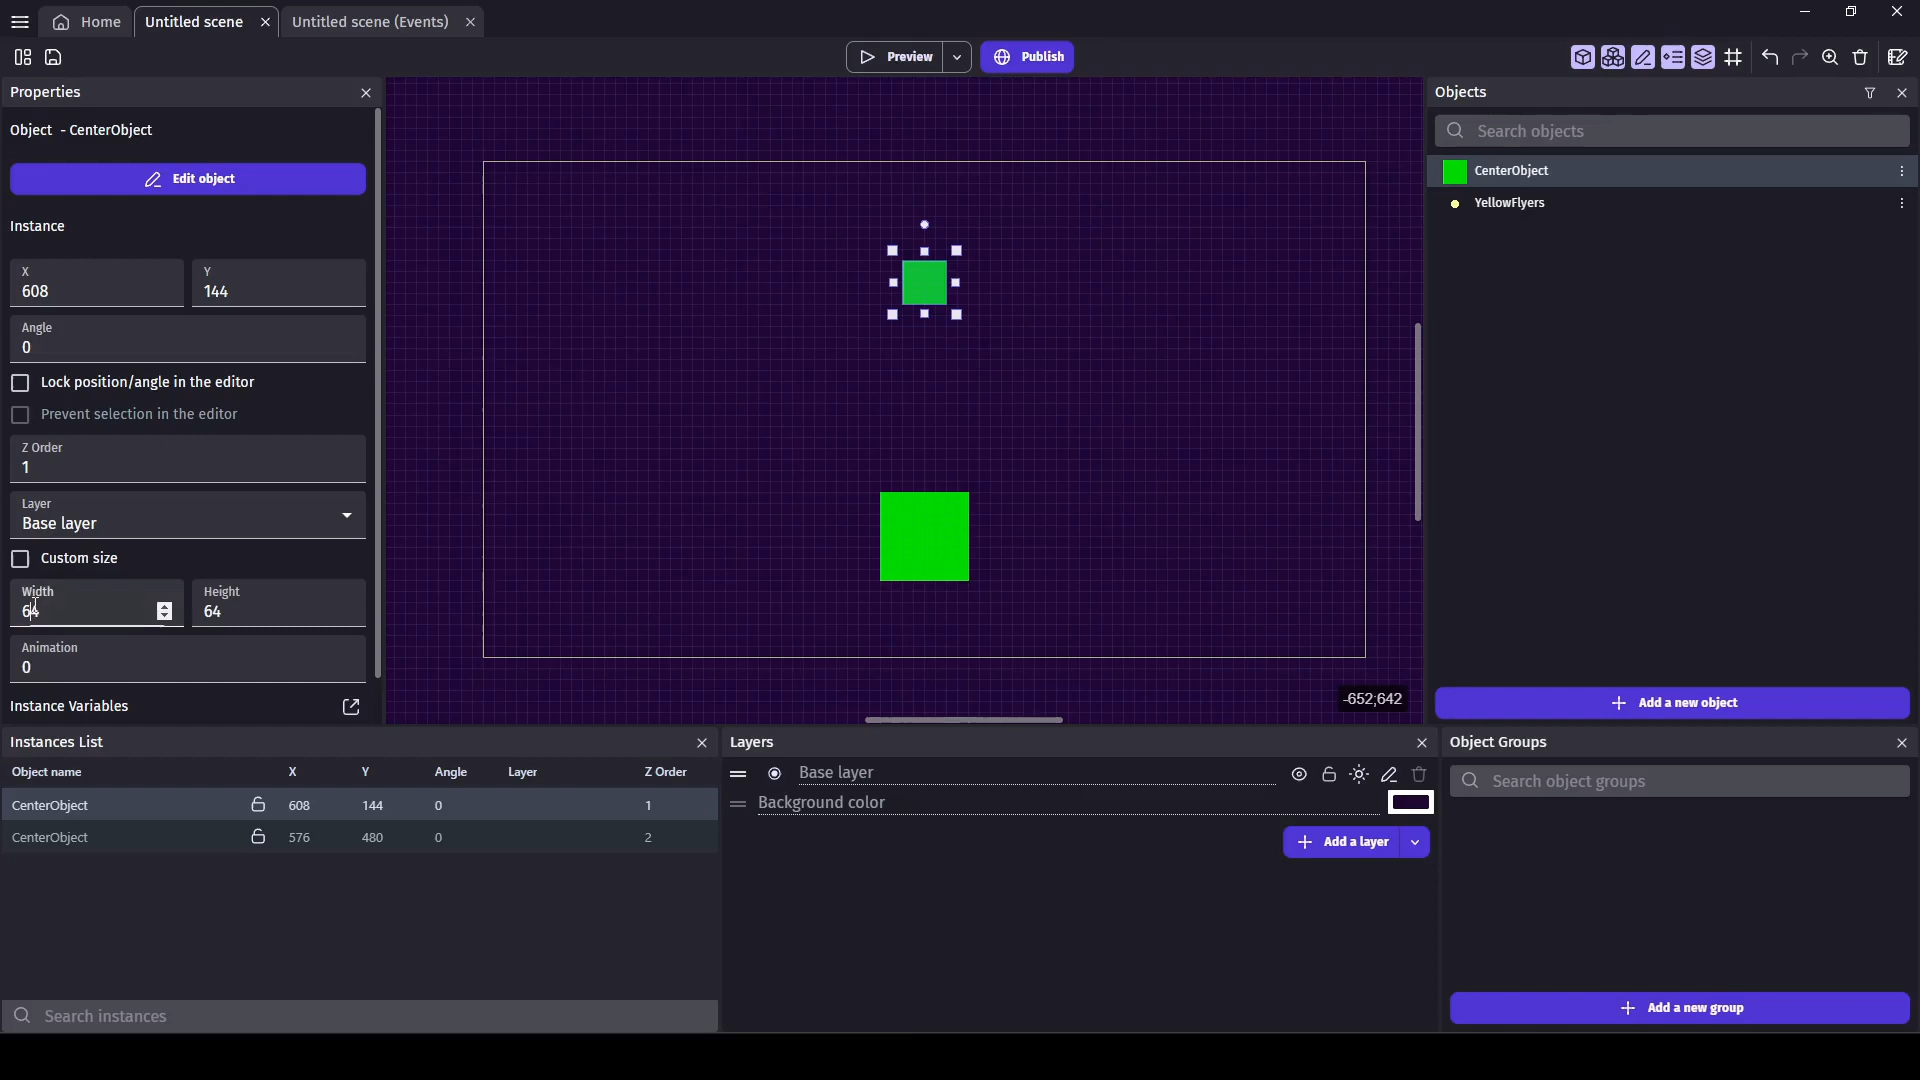 Home
Untitled scene
Untitled scene (Events)
Preview
Publish
Properties
Object - CenterObject
Edit object
Instance
X
608
Y
144
Angle
0
Lock position/angle in the editor
Prevent selection in the editor
Z Order
1
Layer
Base layer
Custom size
Width
64
Height
64
Animation
0
Instance Variables
-652;642
Objects
Search objects
CenterObject
YellowFlyers
Add a new object
Instances List
Object name X Y Angle Layer Z Order
CenterObject 608 144 0 1
CenterObject 576 480 0 2
Search instances
Layers
Base layer
Background color
Add a layer
Object Groups
Search object groups
Add a new group